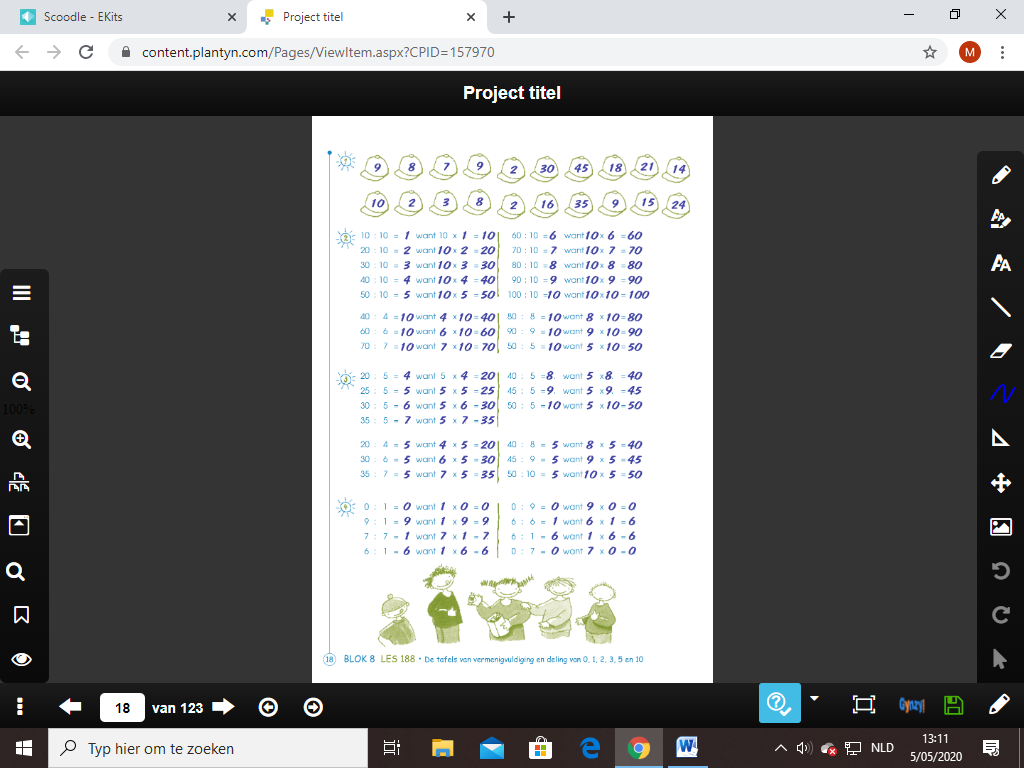 Scoodle - EKits
Project titel
content.plantyn.com/Pages/ViewItem.aspx?CPID=157970
M
Project titel
1 9 8 7 9 2 30 45 18 21 14
10 2 3 8 2 16 35 9 15 24
2 10 : 10 = 1 want 10 x 1 = 10 60 : 10 = 6 want 10 x 6 = 60
20 : 10 = 2 want 10 x 2 = 20 70 : 10 = 7 want 10 x 7 = 70
30 : 10 = 3 want 10 x 3 = 30 80 : 10 = 8 want 10 x 8 = 80
40 : 10 = 4 want 10 x 4 = 40 90 : 10 = 9 want 10 x 9 = 90
50 : 10 = 5 want 10 x 5 = 50 100 : 10 = 10 want 10 x 10 = 100
40 : 4 = 10 want 4 x 10 = 40 80 : 8 = 10 want 8 x 10 = 80
60 : 6 = 10 want 6 x 10 = 60 90 : 9 = 10 want 9 x 10 = 90
70 : 7 = 10 want 7 x 10 = 70 50 : 5 = 10 want 5 x 10 = 50
3 20 : 5 = 4 want 5 x 4 = 20 40 : 5 = 8 want 5 x 8 = 40
25 : 5 = 5 want 5 x 5 = 25 45 : 5 = 9 want 5 x 9 = 45
30 : 5 = 6 want 5 x 6 = 30 50 : 5 = 10 want 5 x 10 = 50
35 : 5 = 7 want 5 x 7 = 35
20 : 4 = 5 want 4 x 5 = 20 40 : 8 = 5 want 8 x 5 = 40
30 : 6 = 5 want 6 x 5 = 30 45 : 9 = 5 want 9 x 5 = 45
35 : 7 = 5 want 7 x 5 = 35 50 : 10 = 5 want 10 x 5 = 50
4 0 : 1 = 0 want 1 x 0 = 0 0 : 9 = 0 want 9 x 0 = 0
9 : 1 = 9 want 1 x 9 = 9 6 : 6 = 1 want 6 x 1 = 6
7 : 7 = 1 want 7 x 1 = 7 6 : 1 = 6 want 1 x 6 = 6
6 : 1 = 6 want 1 x 6 = 6 0 : 7 = 0 want 7 x 0 = 0
18 BLOK 8 LES 188 • De tafels van vermenigvuldiging en deling van 0, 1, 2, 3, 5 en 10
100%
18 van 123
Gynzy
Typ hier om te zoeken
NLD
13:11
5/05/2020